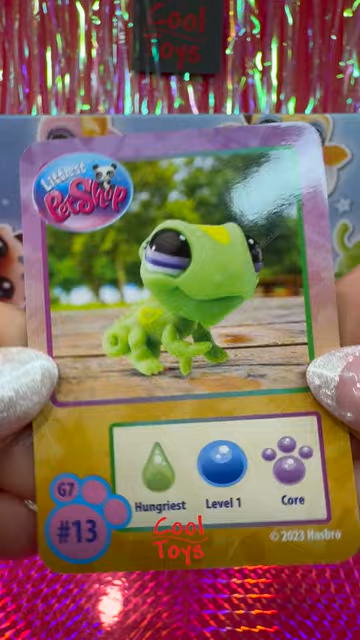 Cool
Toys
Littlest
PetShop
G7
#13
Hungriest
Level 1
Core
Cool
Toys
© 2023 Hasbro